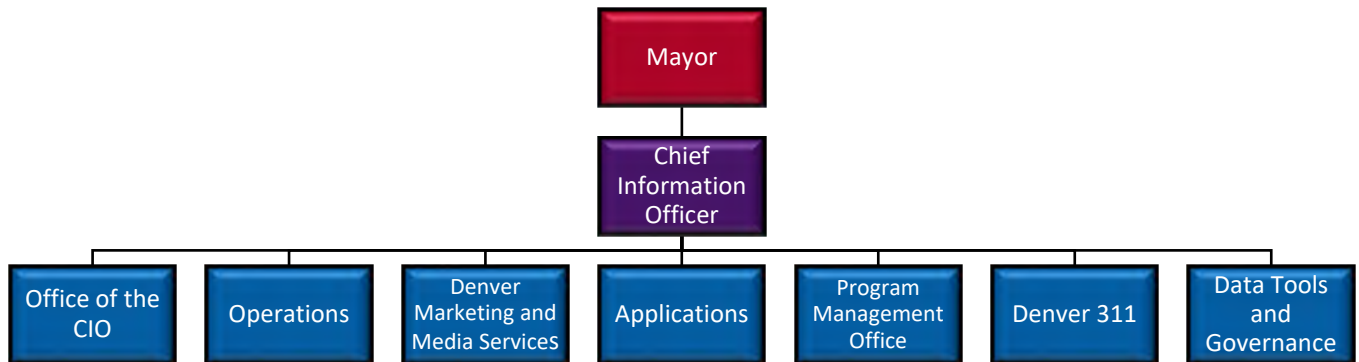 Mayor
Chief
Information
Officer
Office of the
CIO
Operations
Denver
Marketing and
Media Services
Applications
Program
Management
Office
Denver 311
Data Tools
and
Governance